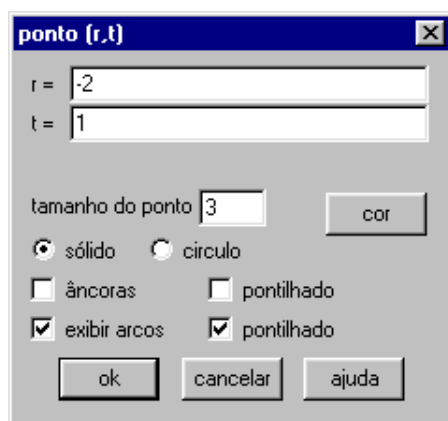 ponto (r,t)
r = -2
t = 1
tamanho do ponto 3 cor
sólido circulo
âncoras pontilhado
exibir arcos pontilhado
ok cancelar ajuda